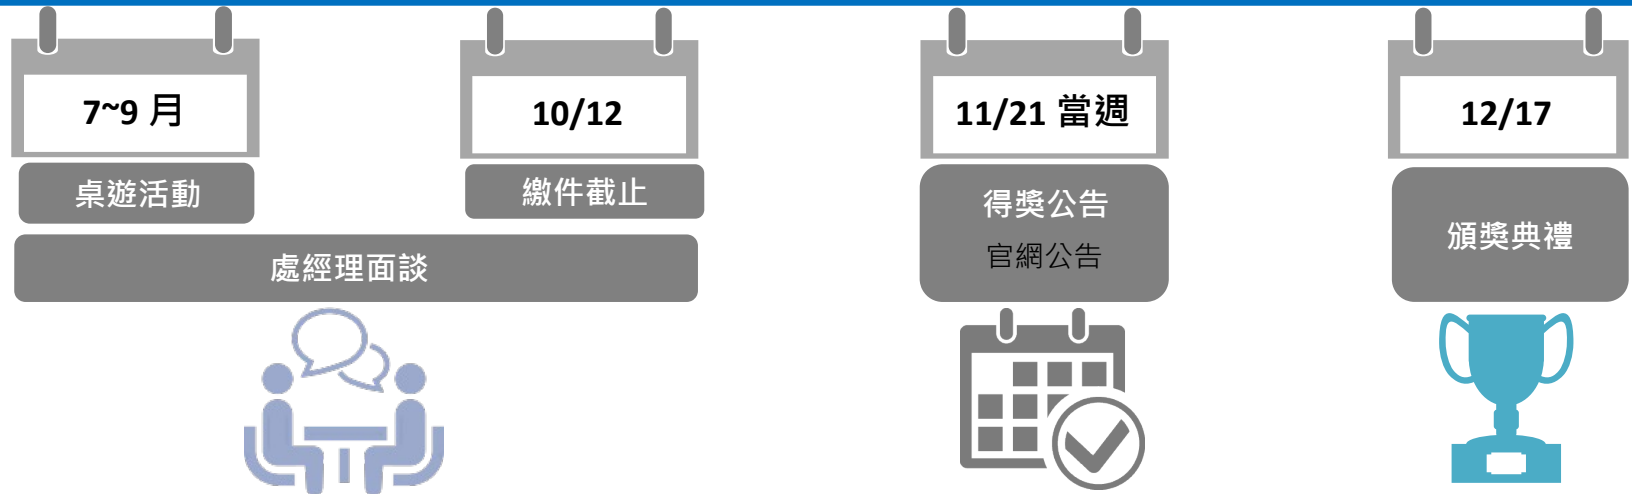 7~9 月
10/12
11/21 當週
12/17
桌遊活動
繳件截止
得獎公告
官網公告
頒獎典禮
處經理面談